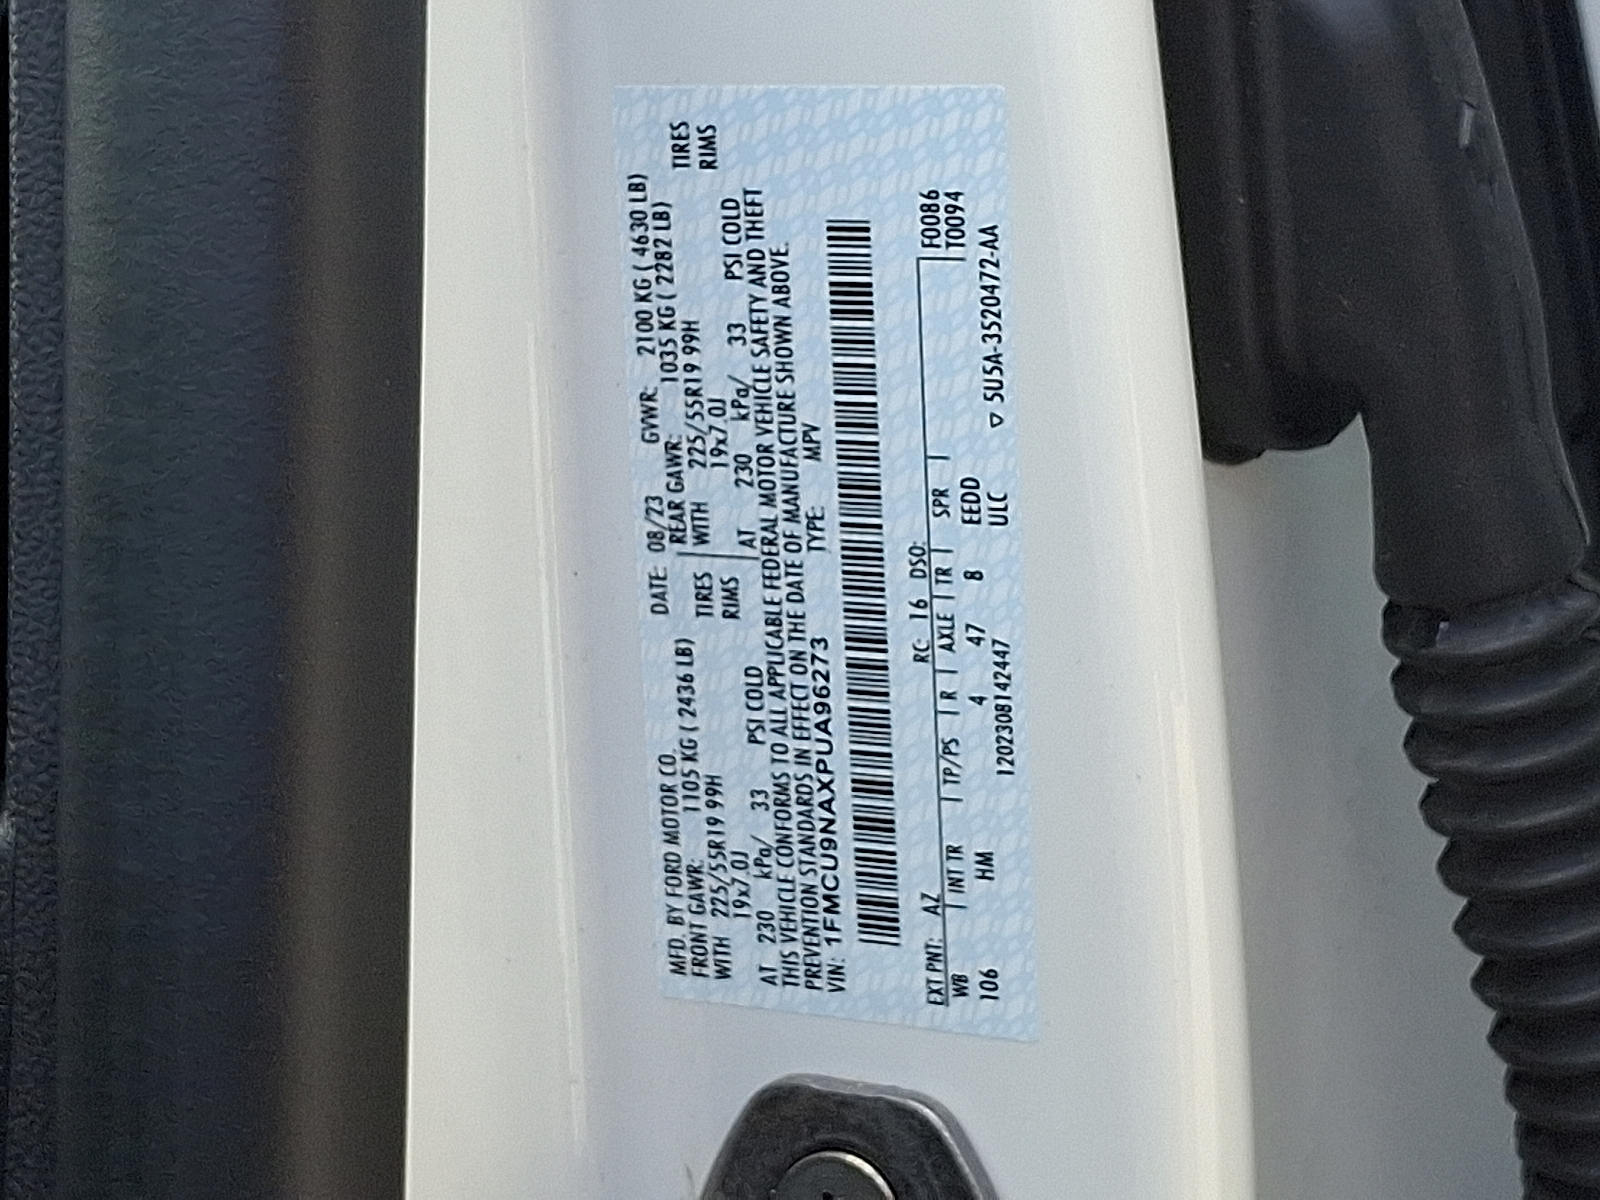 MFD. BY FORD MOTOR CO. DATE: 08/23 GVWR: 2100 KG ( 4630 LB)
FRONT GAWR: 1105 KG ( 2436 LB) REAR GAWR: 1035 KG ( 2282 LB)
WITH 225/55R19 99H TIRES WITH 225/55R19 99H TIRES
19x7.0J RIMS 19x7.0J RIMS
AT 230 kPa/ 33 PSI COLD AT 230 kPa/ 33 PSI COLD
THIS VEHICLE CONFORMS TO ALL APPLICABLE FEDERAL MOTOR VEHICLE SAFETY AND THEFT
PREVENTION STANDARDS IN EFFECT ON THE DATE OF MANUFACTURE SHOWN ABOVE.
VIN: 1FMCU9NAXPUA96273 TYPE: MPV
EXT PNT: AZ RC: 16 DSO: F0086
WB INT TR TP/PS R AXLE TR SPR T0094
106 HM 4 47 8 EEDD
120230814244​7 ULC ▽ 5U5A-3520472-AA